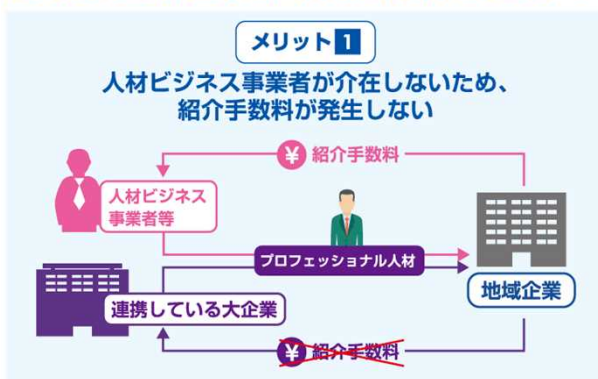 メリット1
人材ビジネス事業者が介在しないため、
紹介手数料が発生しない
¥ 紹介手数料
人材ビジネス
事業者等
プロフェッショナル人材
連携している大企業
地域企業
¥ 紹介手数料